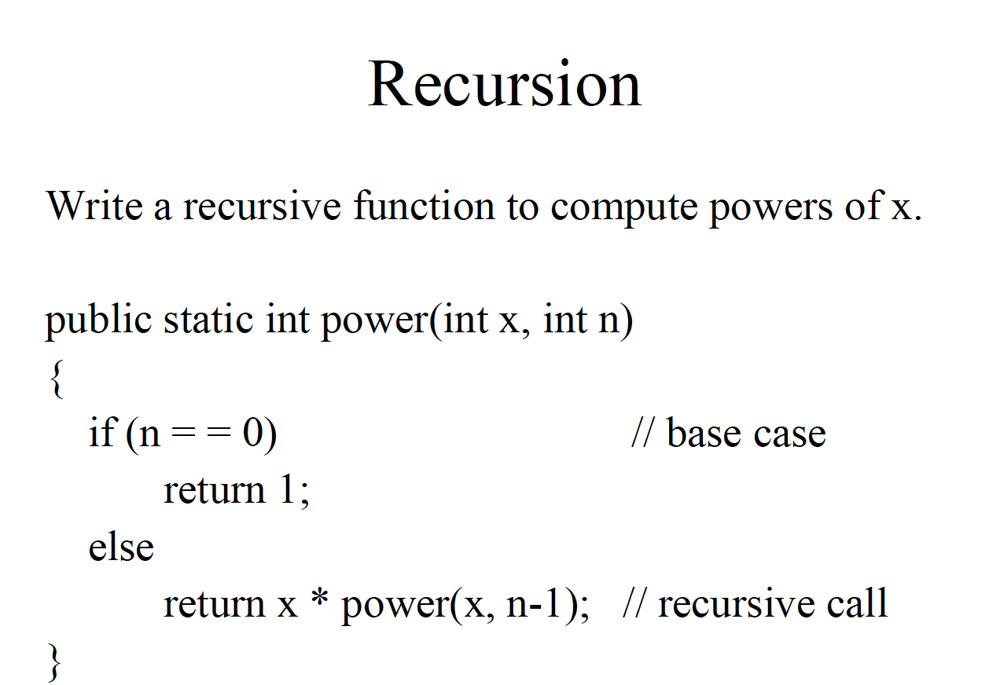 Recursion
Write a recursive function to compute powers of x.
public static int power(int x, int n)
{
if (n = = 0) // base case
return 1;
else
return x * power(x, n-1); // recursive call
}